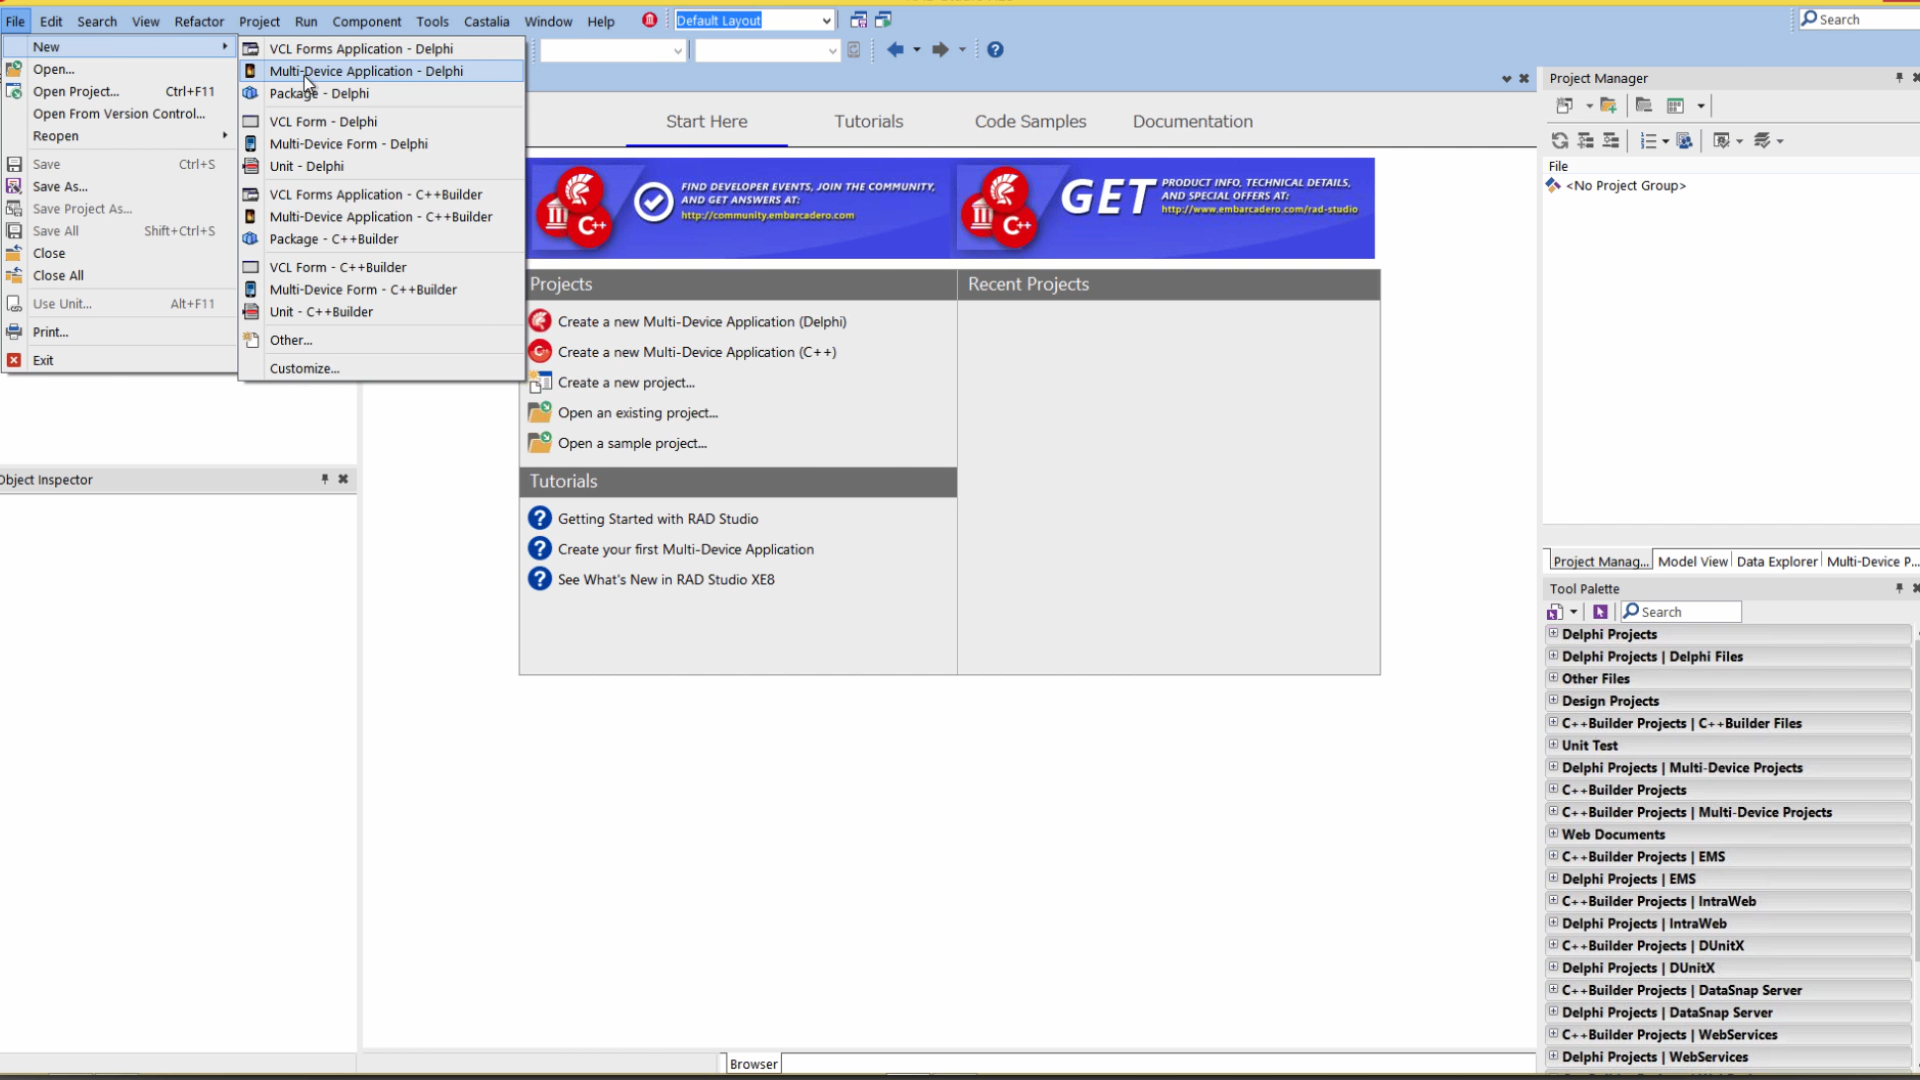 File Edit Search View Refactor Project Run Component Tools Castalia Window Help Default Layout Search
New
Open...
Open Project... Ctrl+F11
Open From Version Control...
Reopen
Save Ctrl+S
Save As...
Save Project As...
Save All Shift+Ctrl+S
Close
Close All
Use Unit... Alt+F11
Print...
Exit
VCL Forms Application - Delphi
Multi-Device Application - Delphi
Package - Delphi
VCL Form - Delphi
Multi-Device Form - Delphi
Unit - Delphi
VCL Forms Application - C++Builder
Multi-Device Application - C++Builder
Package - C++Builder
VCL Form - C++Builder
Multi-Device Form - C++Builder
Unit - C++Builder
Other...
Customize...
Object Inspector
Start Here Tutorials Code Samples Documentation
C++
FIND DEVELOPER EVENTS, JOIN THE COMMUNITY,
AND GET ANSWERS AT:
http://community.embarcadero.com
C++
GET
PRODUCT INFO, TECHNICAL DETAILS,
AND SPECIAL OFFERS AT:
http://www.embarcadero.com/rad-studio
Projects
Create a new Multi-Device Application (Delphi)
Create a new Multi-Device Application (C++)
Create a new project...
Open an existing project...
Open a sample project...
Recent Projects
Tutorials
Getting Started with RAD Studio
Create your first Multi-Device Application
See What's New in RAD Studio XE8
Browser
Project Manager
File
<No Project Group>
Project Manag... Model View Data Explorer Multi-Device P...
Tool Palette
Search
Delphi Projects
Delphi Projects | Delphi Files
Other Files
Design Projects
C++Builder Projects | C++Builder Files
Unit Test
Delphi Projects | Multi-Device Projects
C++Builder Projects
C++Builder Projects | Multi-Device Projects
Web Documents
C++Builder Projects | EMS
Delphi Projects | EMS
C++Builder Projects | IntraWeb
Delphi Projects | IntraWeb
C++Builder Projects | DUnitX
Delphi Projects | DUnitX
C++Builder Projects | DataSnap Server
Delphi Projects | DataSnap Server
C++Builder Projects | WebServices
Delphi Projects | WebServices